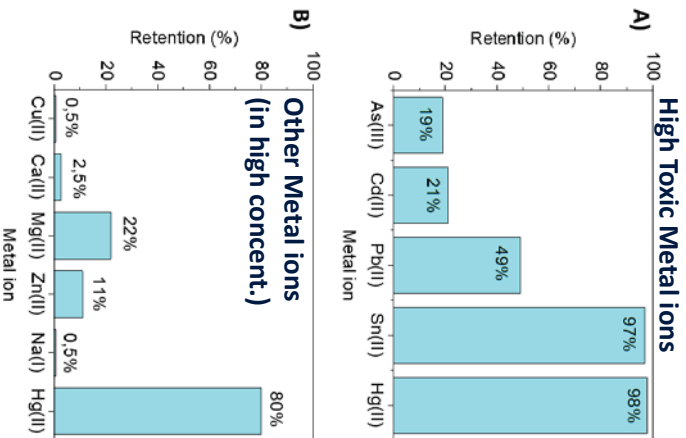 A)
High Toxic Metal ions
Retention (%)
100
80
60
40
20
0
19%
21%
49%
97%
98%
As(III) Cd(II) Pb(II) Sn(II) Hg(II)
Metal ion
B)
Other Metal ions
(in high concent.)
Retention (%)
100
80
60
40
20
0
0,5%
2,5%
22%
11%
0,5%
80%
Cu(II) Ca(II) Mg(II) Zn(II) Na(I) Hg(II)
Metal ion